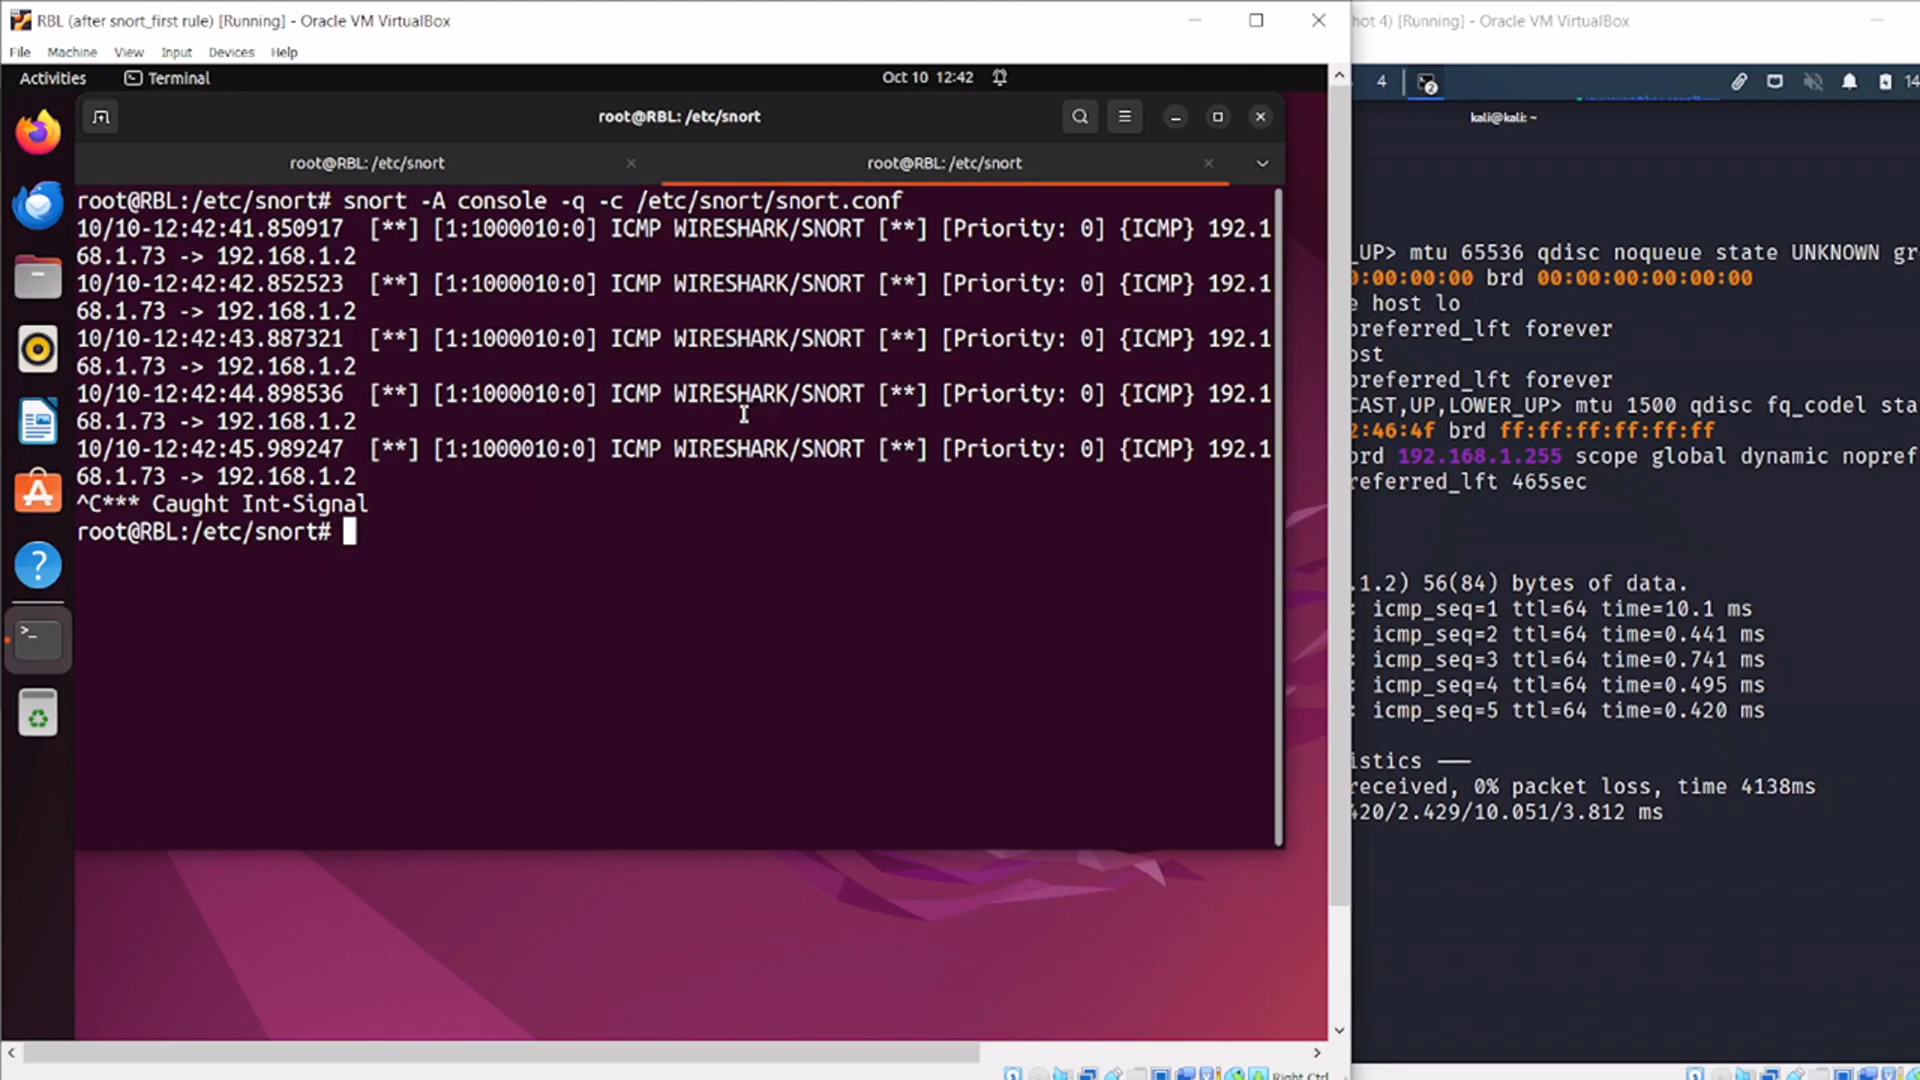 RBL (after snort_first rule) [Running] - Oracle VM VirtualBox
File Machine View Input Devices Help
Activities Terminal Oct 10 12:42
root@RBL: /etc/snort
root@RBL: /etc/snort × root@RBL: /etc/snort ×
root@RBL:/etc/snort# snort -A console -q -c /etc/snort/snort.conf
10/10-12:42:41.850917 [**] [1:1000010:0] ICMP WIRESHARK/SNORT [**] [Priority: 0] {ICMP} 192.1
68.1.73 -> 192.168.1.2
10/10-12:42:42.852523 [**] [1:1000010:0] ICMP WIRESHARK/SNORT [**] [Priority: 0] {ICMP} 192.1
68.1.73 -> 192.168.1.2
10/10-12:42:43.887321 [**] [1:1000010:0] ICMP WIRESHARK/SNORT [**] [Priority: 0] {ICMP} 192.1
68.1.73 -> 192.168.1.2
10/10-12:42:44.898536 [**] [1:1000010:0] ICMP WIRESHARK/SNORT [**] [Priority: 0] {ICMP} 192.1
68.1.73 -> 192.168.1.2
10/10-12:42:45.989247 [**] [1:1000010:0] ICMP WIRESHARK/SNORT [**] [Priority: 0] {ICMP} 192.1
68.1.73 -> 192.168.1.2
^C*** Caught Int-Signal
root@RBL:/etc/snort#
Right Ctrl
hot 4) [Running] - Oracle VM VirtualBox
4 2 14
kali@kali: ~
_UP> mtu 65536 qdisc noqueue state UNKNOWN gr
0:00:00:00:00 brd 00:00:00:00:00:00
e host lo
preferred_lft forever
ost
preferred_lft forever
CAST,UP,LOWER_UP> mtu 1500 qdisc fq_codel sta
2:46:4f brd ff:ff:ff:ff:ff:ff
brd 192.168.1.255 scope global dynamic nopref
referred_lft 465sec
.1.2) 56(84) bytes of data.
: icmp_seq=1 ttl=64 time=10.1 ms
: icmp_seq=2 ttl=64 time=0.441 ms
: icmp_seq=3 ttl=64 time=0.741 ms
: icmp_seq=4 ttl=64 time=0.495 ms
: icmp_seq=5 ttl=64 time=0.420 ms
istics ——
received, 0% packet loss, time 4138ms
420/2.429/10.051/3.812 ms